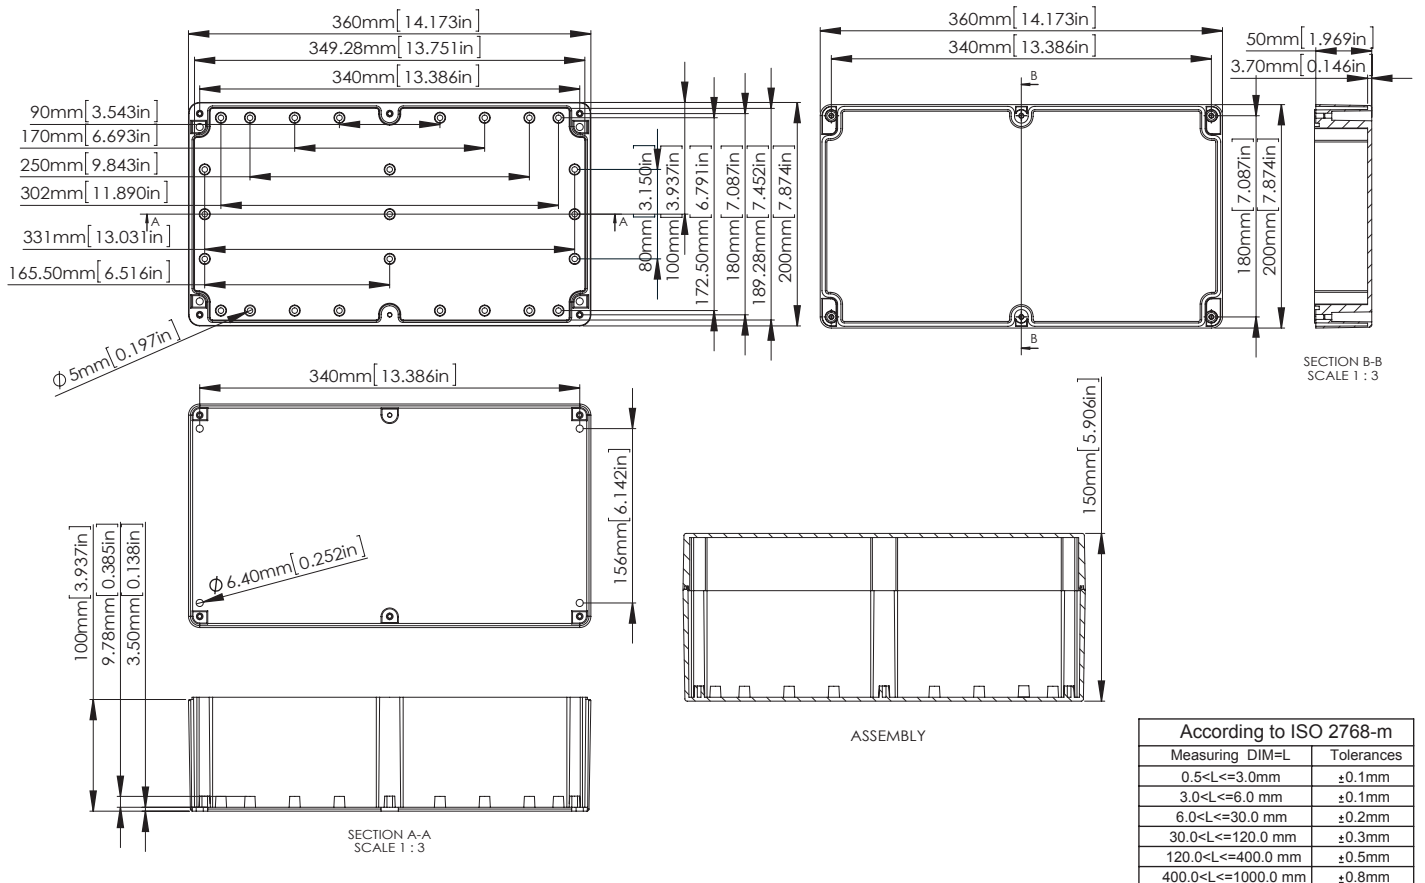 360mm[14.173in]
349.28mm[13.751in]
340mm[13.386in]
90mm[3.543in]
170mm[6.693in]
250mm[9.843in]
302mm[11.890in]
A
A
331mm[13.031in]
165.50mm[6.516in]
Φ5mm[0.197in]
80mm[3.150in]
100mm[3.937in]
172.50mm[6.791in]
180mm[7.087in]
189.28mm[7.452in]
200mm[7.874in]
360mm[14.173in]
340mm[13.386in]
B
B
180mm[7.087in]
200mm[7.874in]
50mm[1.969in]
3.70mm[0.146in]
SECTION B-B
SCALE 1 : 3
340mm[13.386in]
156mm[6.142in]
Φ6.40mm[0.252in]
100mm[3.937in]
9.78mm[0.385in]
3.50mm[0.138in]
SECTION A-A
SCALE 1 : 3
150mm[5.906in]
ASSEMBLY
According to ISO 2768-m
Measuring DIM=L Tolerances
0.5<L<=3.0mm ±0.1mm
3.0<L<=6.0 mm ±0.1mm
6.0<L<=30.0 mm ±0.2mm
30.0<L<=120.0 mm ±0.3mm
120.0<L<=400.0 mm ±0.5mm
400.0<L<=1000.0 mm ±0.8mm